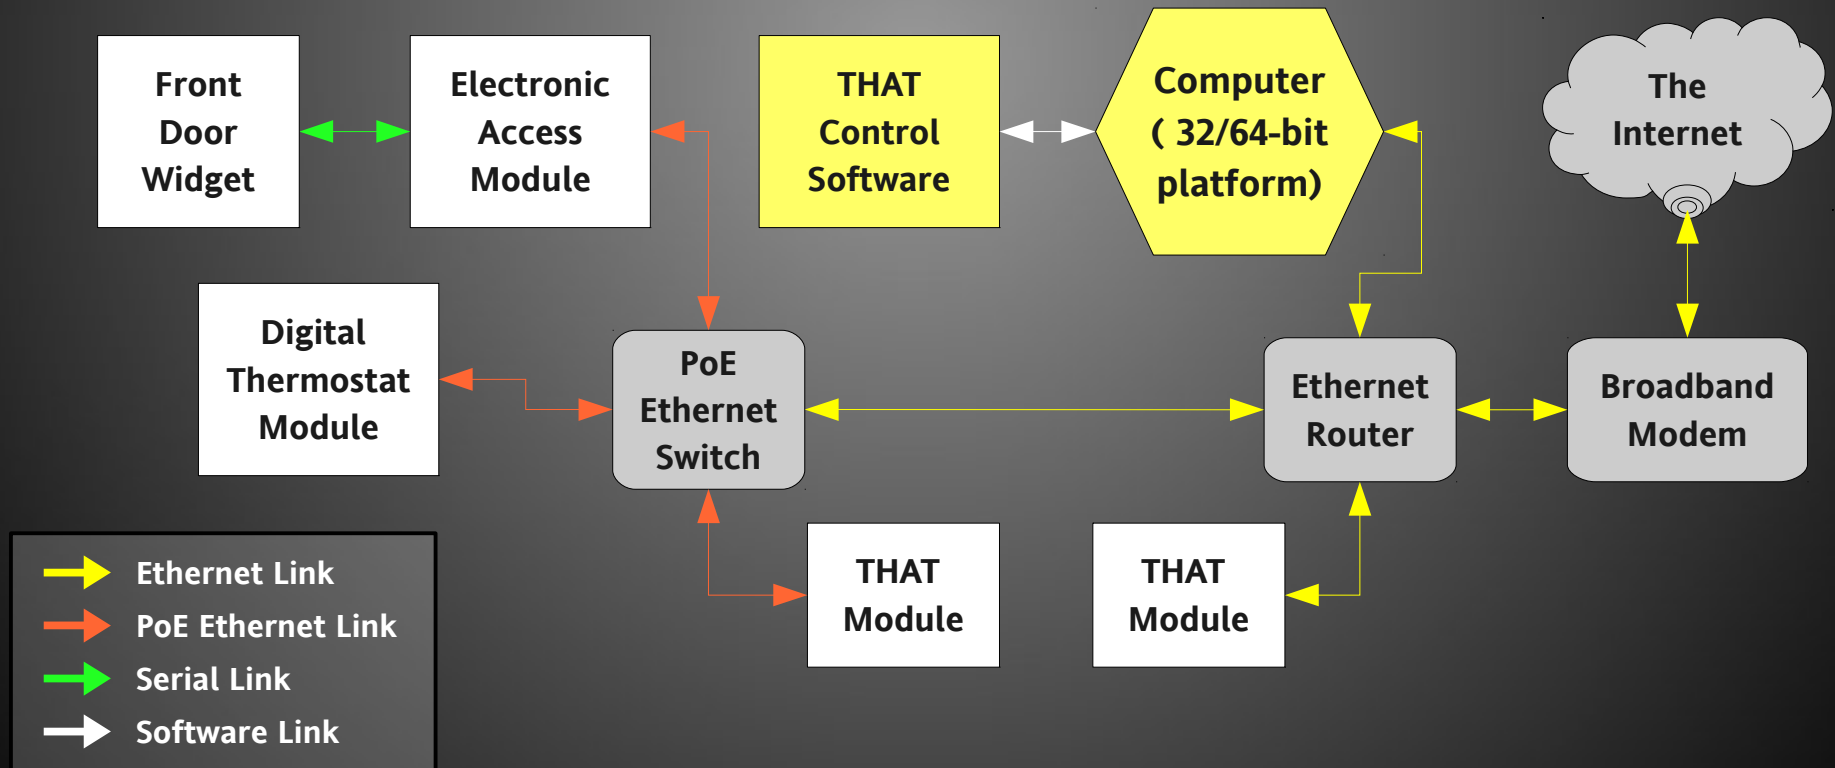 Front
Door
Widget
Electronic
Access
Module
THAT
Control
Software
Computer
( 32/64-bit
platform)
The
Internet
Digital
Thermostat
Module
PoE
Ethernet
Switch
Ethernet
Router
Broadband
Modem
THAT
Module
THAT
Module
Ethernet Link
PoE Ethernet Link
Serial Link
Software Link